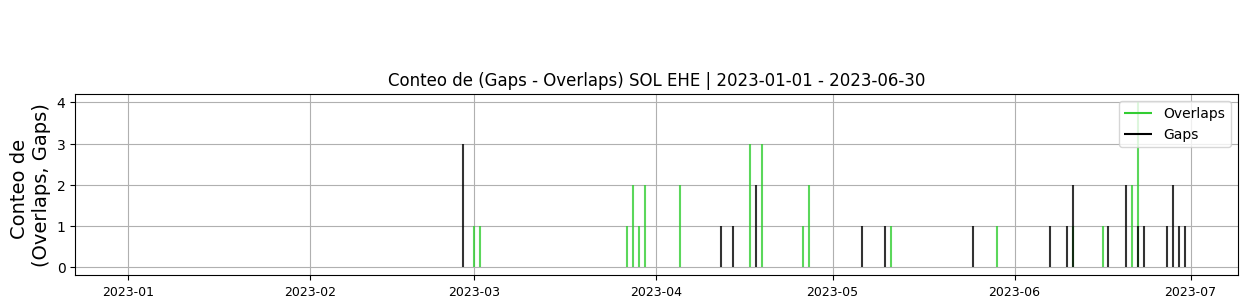 Conteo de (Gaps - Overlaps) SOL EHE | 2023-01-01 - 2023-06-30
Conteo de
(Overlaps, Gaps)
4
3
2
1
0
Overlaps
Gaps
2023-01
2023-02
2023-03
2023-04
2023-05
2023-06
2023-07